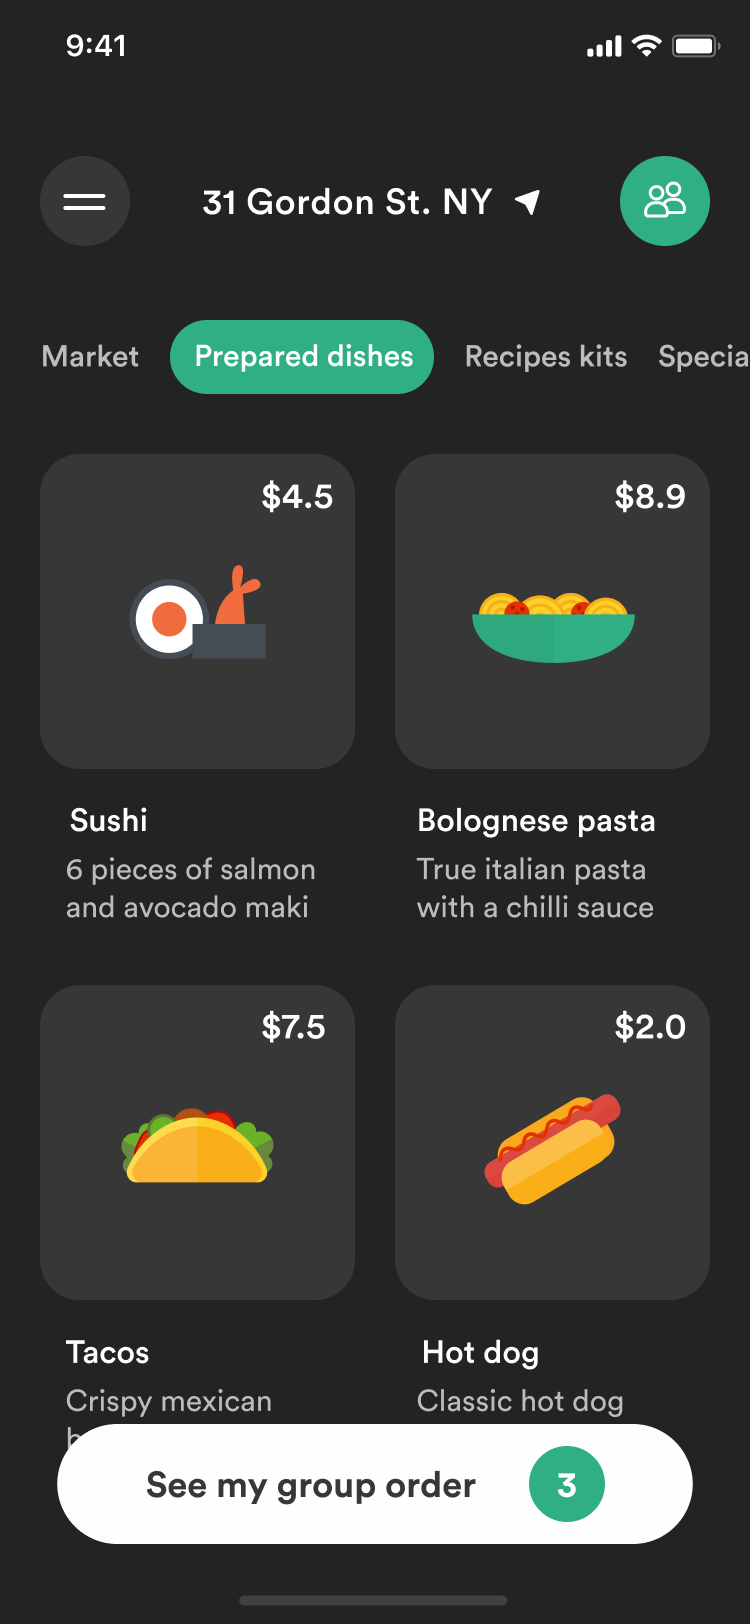 9:41
31 Gordon St. NY
Market Prepared dishes Recipes kits Specia
$4.5 $8.9
Sushi Bolognese pasta
6 pieces of salmon True italian pasta
and avocado maki with a chilli sauce
$7.5 $2.0
Tacos Hot dog
Crispy mexican Classic hot dog
See my group order 3